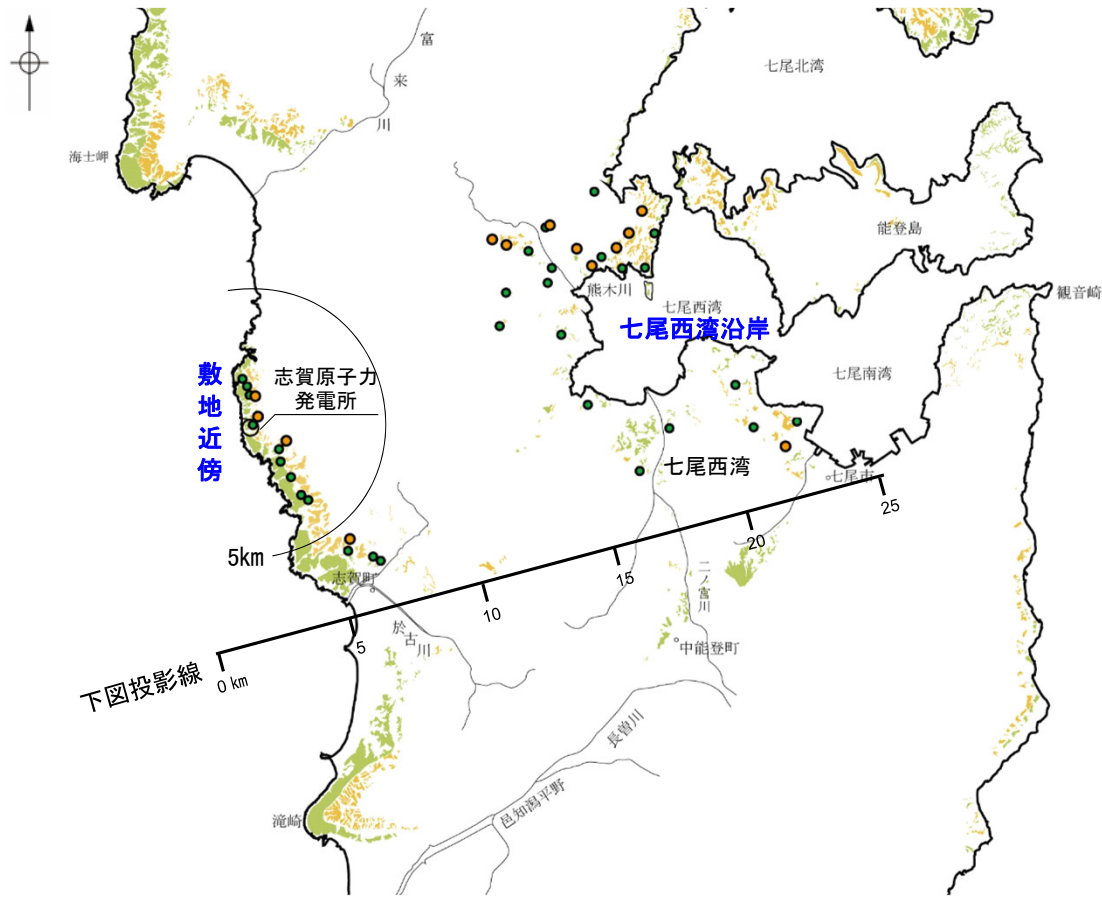 富
来
川
七尾北湾
海士岬
能登島
熊木川
七尾西湾
七尾西湾沿岸
観音崎
七尾南湾
敷地近傍
志賀原子力
発電所
七尾西湾
○七尾市
5km
志賀町
○
二ノ宮川
○中能登町
於古川
下図投影線
0 km
5
10
15
20
25
長曽川
邑知潟平野
滝崎